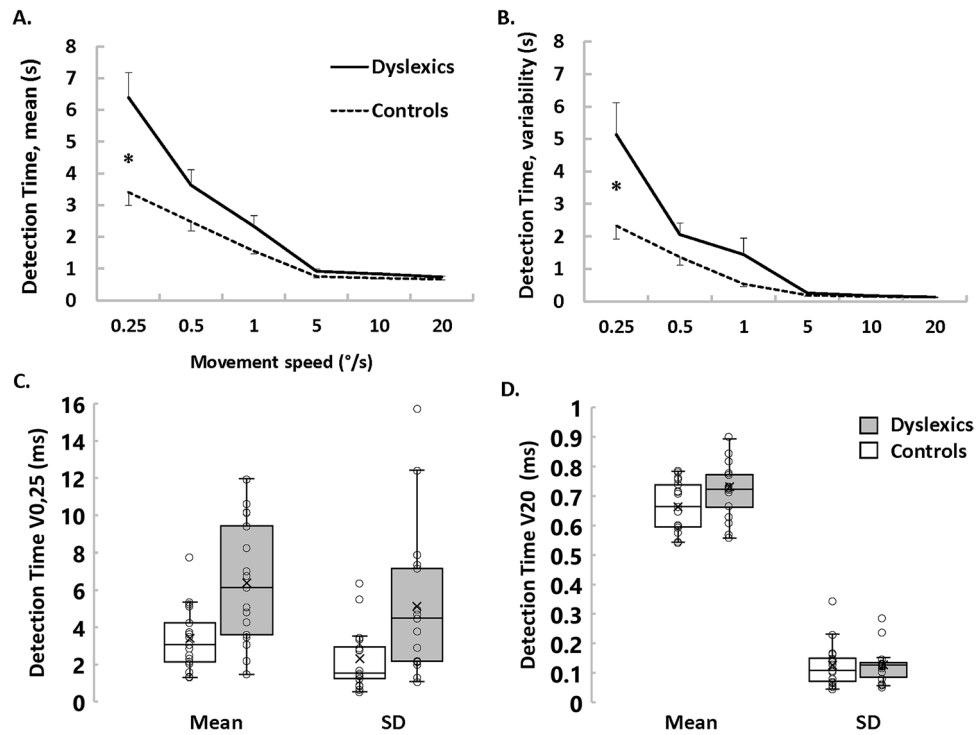 A.
Detection Time, mean (s)
8
7
6
5
4
3
2
1
0
*
Dyslexics
Controls
0.25 0.5 1 5 10 20
Movement speed (°/s)
B.
Detection Time, variability (s)
8
7
6
5
4
3
2
1
0
*
0.25 0.5 1 5 10 20
C.
Detection Time V0,25 (ms)
16
14
12
10
8
6
4
2
0
Mean SD
D.
Detection Time V20 (ms)
1
0.9
0.8
0.7
0.6
0.5
0.4
0.3
0.2
0.1
0
Dyslexics
Controls
Mean SD